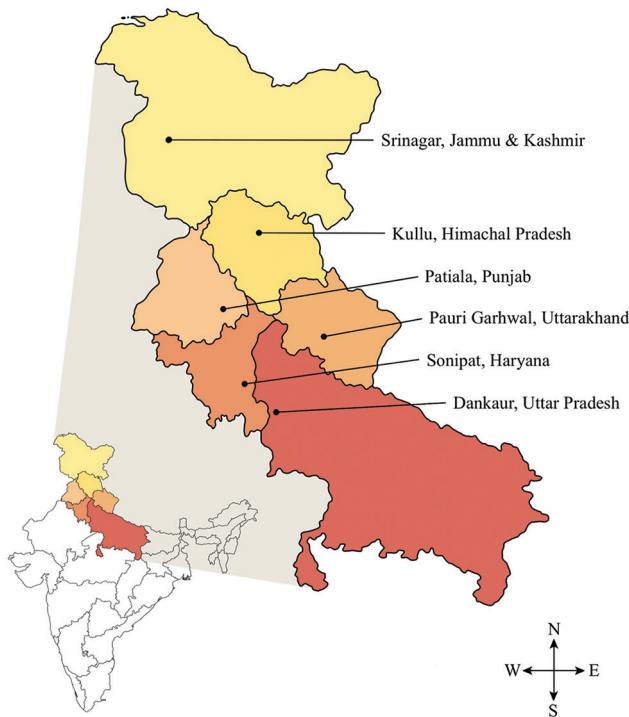 Srinagar, Jammu & Kashmir
Kullu, Himachal Pradesh
Patiala, Punjab
Pauri Garhwal, Uttarakhand
Sonipat, Haryana
Dankaur, Uttar Pradesh
N
W E
S